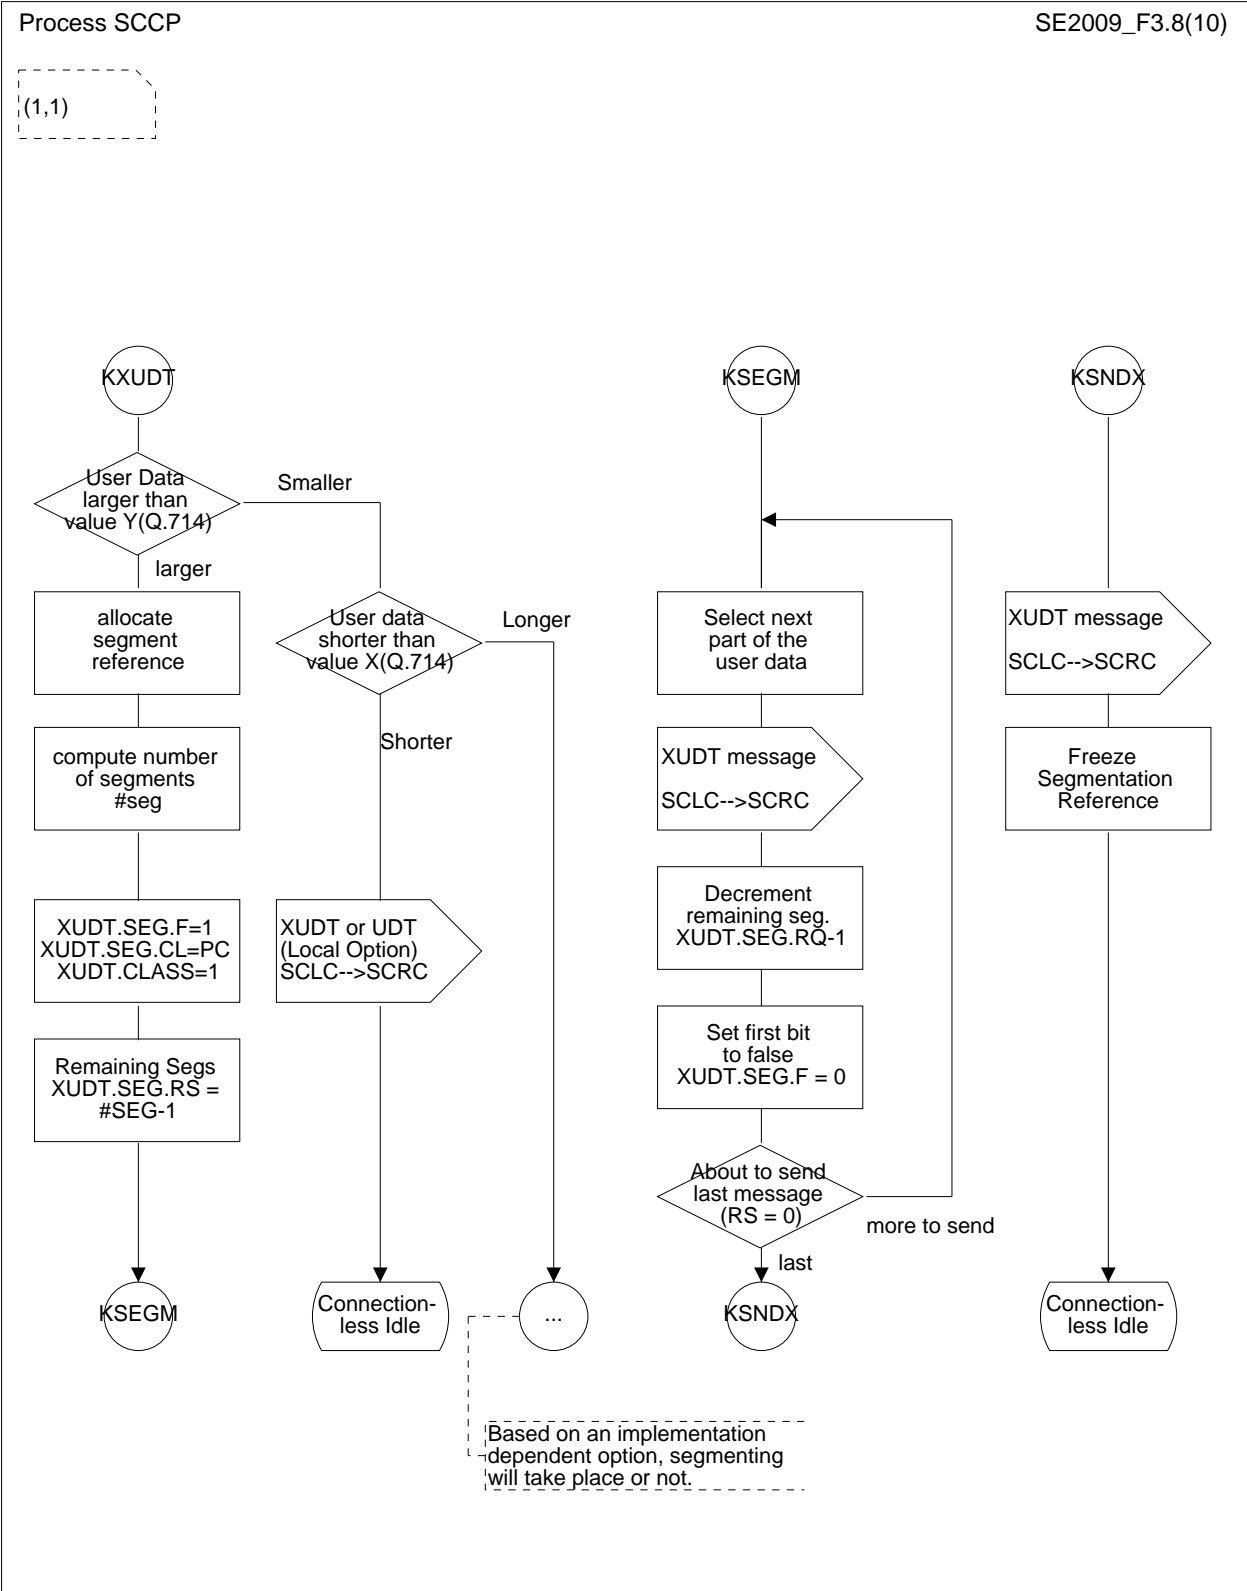 Process SCCP
SE2009_F3.8(10)
(1,1)
KXUDT
User Data
larger than
value Y(Q.714)
Smaller
larger
allocate
segment
reference
compute number
of segments
#seg
XUDT.SEG.F=1
XUDT.SEG.CL=PC
XUDT.CLASS=1
Remaining Segs
XUDT.SEG.RS =
#SEG-1
KSEGM
User data
shorter than
value X(Q.714)
Longer
Shorter
XUDT or UDT
(Local Option)
SCLC-->SCRC
Connection-
less Idle
...
Based on an implementation
dependent option, segmenting
will take place or not.
KSEGM
Select next
part of the
user data
XUDT message
SCLC-->SCRC
Decrement
remaining seg.
XUDT.SEG.RQ-1
Set first bit
to false
XUDT.SEG.F = 0
About to send
last message
(RS = 0)
more to send
last
KSNDX
KSNDX
XUDT message
SCLC-->SCRC
Freeze
Segmentation
Reference
Connection-
less Idle